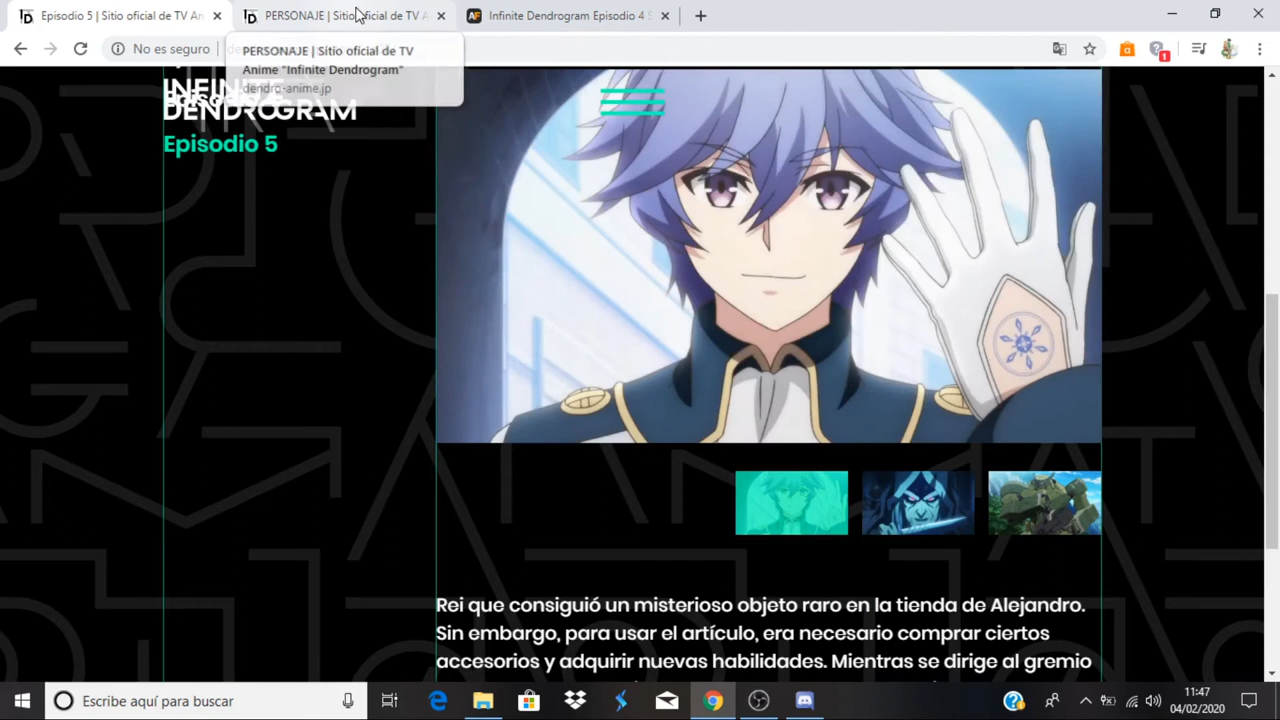 Episodio 5 | Sitio oficial de TV An
PERSONAJE | Sitio oficial de TV A
Infinite Dendrogram Episodio 4 S
No es seguro
PERSONAJE | Sitio oficial de TV
Anime "Infinite Dendrogram"
dendro-anime.jp
INFINITE
DENDROGRAM
Episodio 5
Rei que consiguió un misterioso objeto raro en la tienda de Alejandro.
Sin embargo, para usar el artículo, era necesario comprar ciertos
accesorios y adquirir nuevas habilidades. Mientras se dirige al gremio
Escribe aquí para buscar
11:47
04/02/2020
1